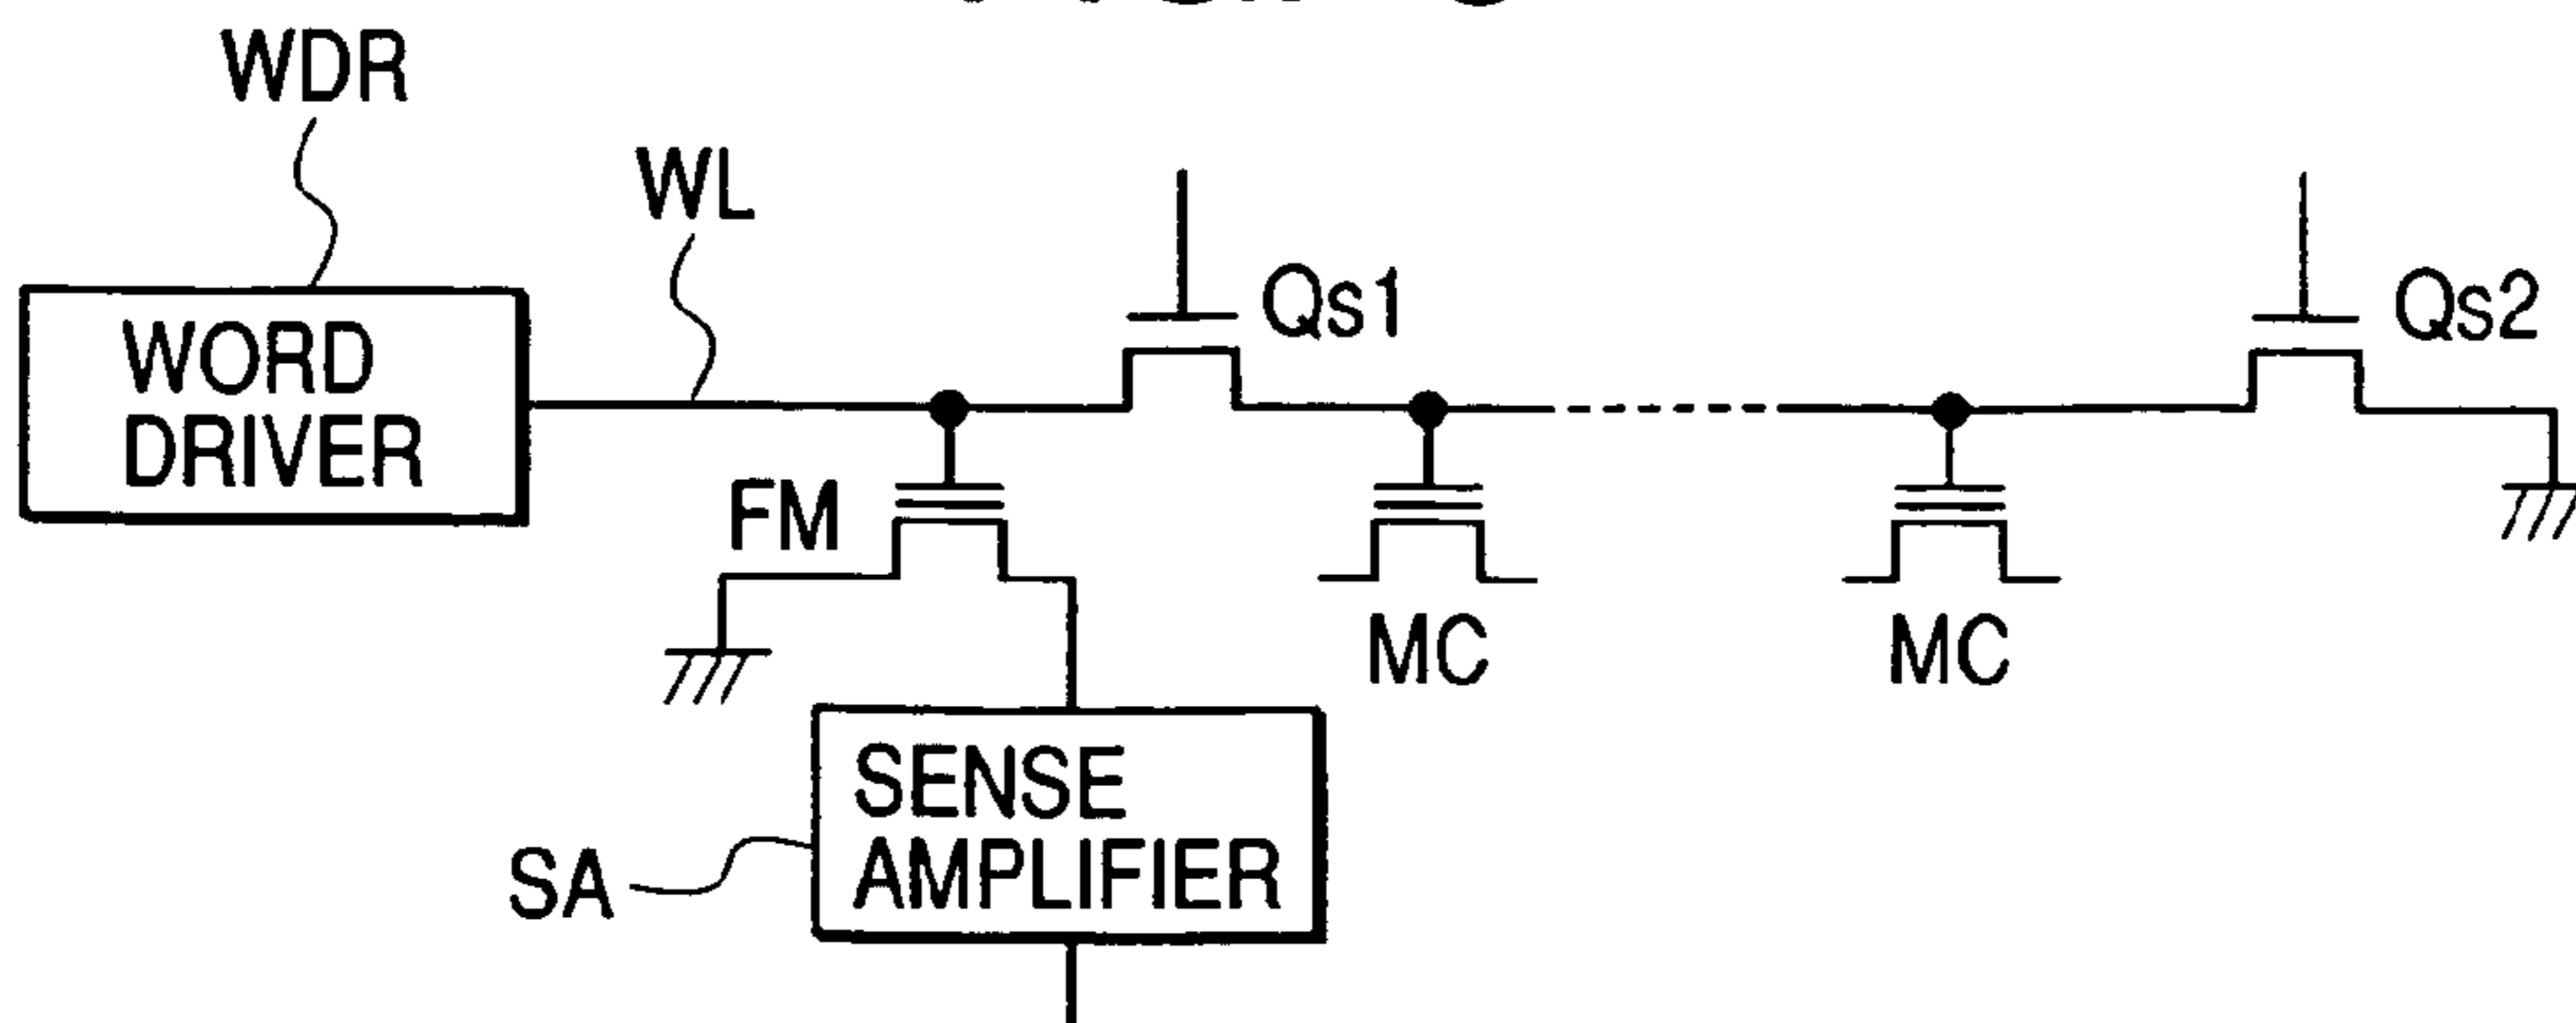 WDR
WL
Qs1
Qs2
WORD
DRIVER
FM
MC
MC
SENSE
AMPLIFIER
SA